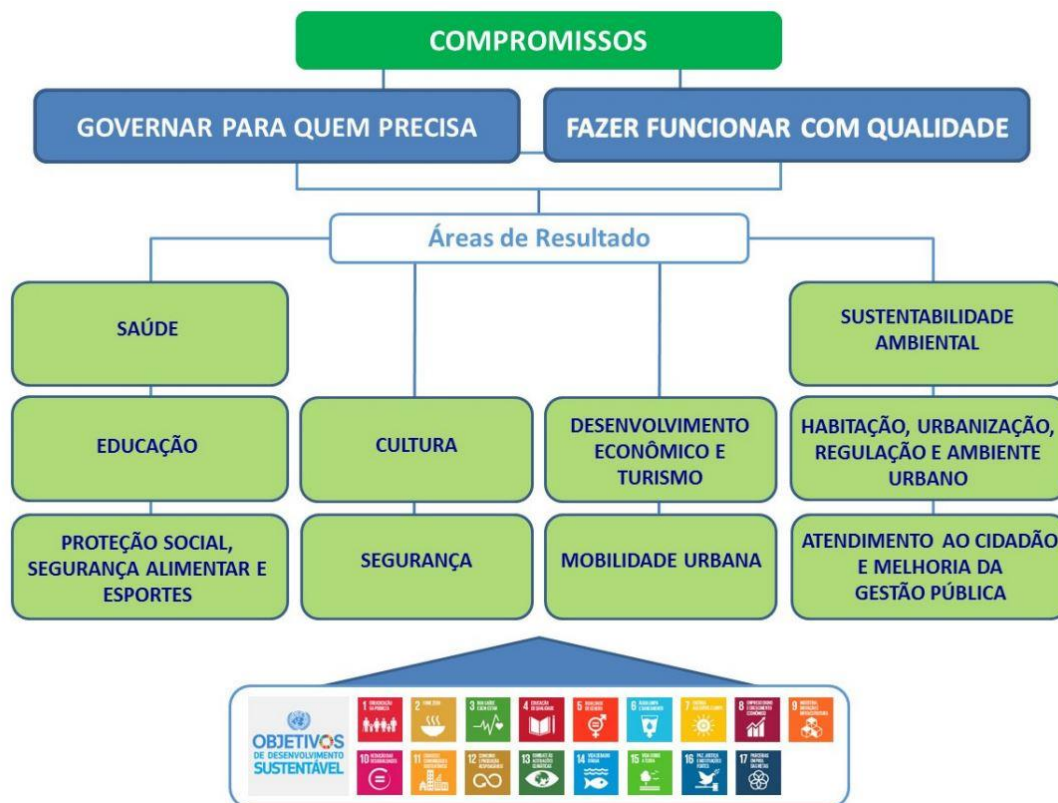 COMPROMISSOS
GOVERNAR PARA QUEM PRECISA
FAZER FUNCIONAR COM QUALIDADE
Áreas de Resultado
SAÚDE
SUSTENTABILIDADE
AMBIENTAL
EDUCAÇÃO
CULTURA
DESENVOLVIMENTO
ECONÔMICO E
TURISMO
HABITAÇÃO, URBANIZAÇÃO,
REGULAÇÃO E AMBIENTE
URBANO
PROTEÇÃO SOCIAL,
SEGURANÇA ALIMENTAR E
ESPORTES
SEGURANÇA
MOBILIDADE URBANA
ATENDIMENTO AO CIDADÃO
E MELHORIA DA
GESTÃO PÚBLICA
OBJETIVOS
DE DESENVOLVIMENTO
SUSTENTÁVEL
1
2
3
4
5
6
7
8
9
10
11
12
13
14
15
16
17